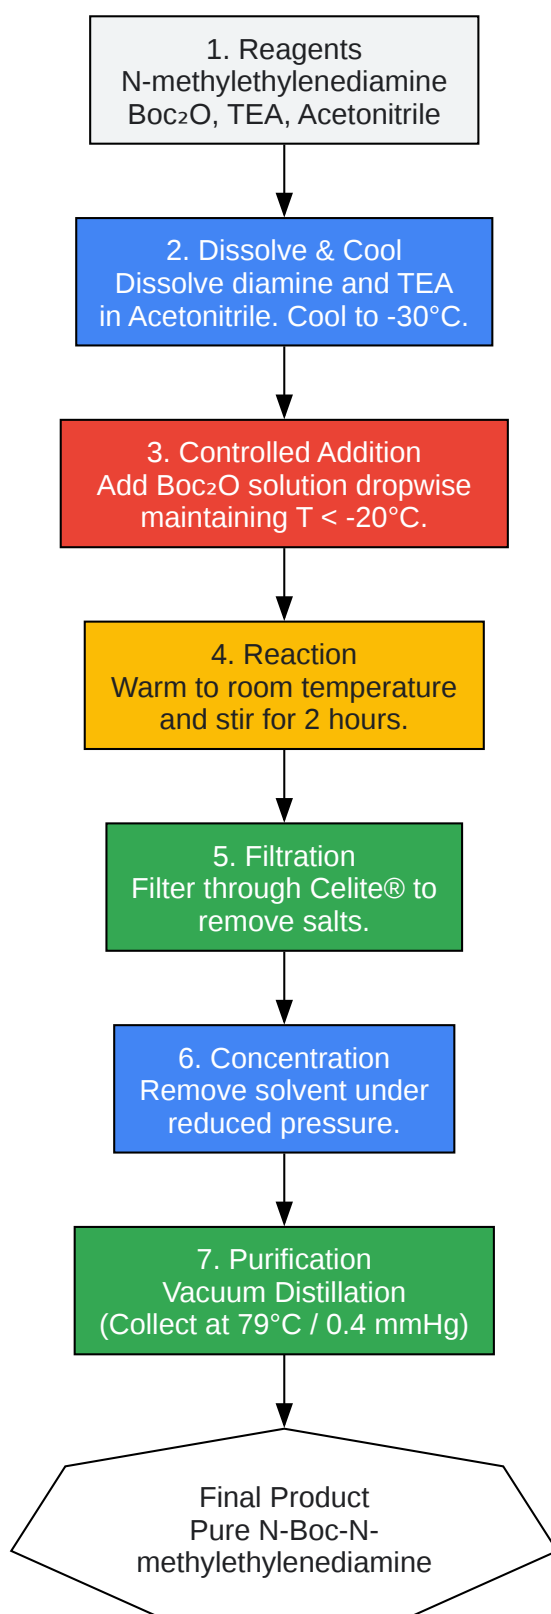 1. Reagents
N-methylethylenediamine
Boc₂O, TEA, Acetonitrile
2. Dissolve & Cool
Dissolve diamine and TEA
in Acetonitrile. Cool to -30°C.
3. Controlled Addition
Add Boc₂O solution dropwise
maintaining T < -20°C.
4. Reaction
Warm to room temperature
and stir for 2 hours.
5. Filtration
Filter through Celite® to
remove salts.
6. Concentration
Remove solvent under
reduced pressure.
7. Purification
Vacuum Distillation
(Collect at 79°C / 0.4 mmHg)
Final Product
Pure N-Boc-N-
methylethylenediamine